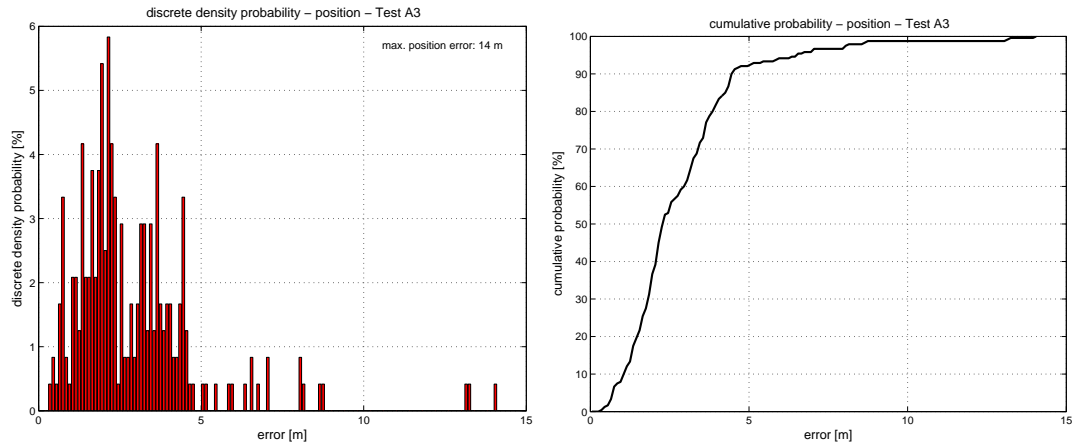 discrete density probability – position – Test A3
max. position error: 14 m
discrete density probability [%]
6
5
4
3
2
1
0
0 5 10 15
error [m]
cumulative probability – position – Test A3
cumulative probability [%]
100
90
80
70
60
50
40
30
20
10
0
0 5 10 15
error [m]